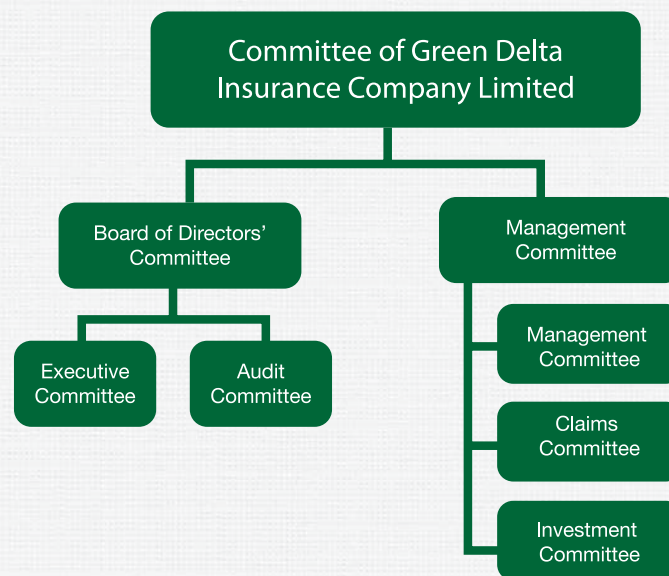 Committee of Green Delta
Insurance Company Limited
Board of Directors’
Committee
Management
Committee
Executive
Committee
Audit
Committee
Management
Committee
Claims
Committee
Investment
Committee